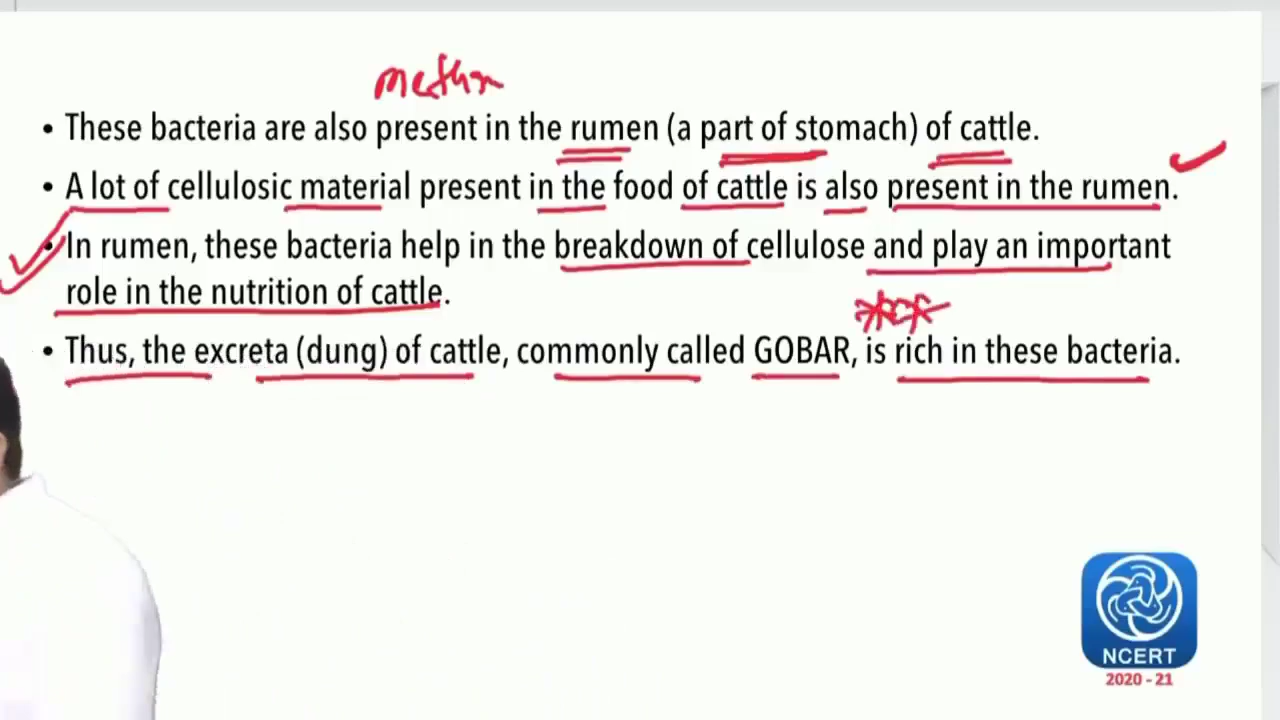 • These bacteria are also present in the rumen (a part of stomach) of cattle.
• A lot of cellulosic material present in the food of cattle is also present in the rumen.
• In rumen, these bacteria help in the breakdown of cellulose and play an important
role in the nutrition of cattle.
• Thus, the excreta (dung) of cattle, commonly called GOBAR, is rich in these bacteria.
NCERT
2020 - 21